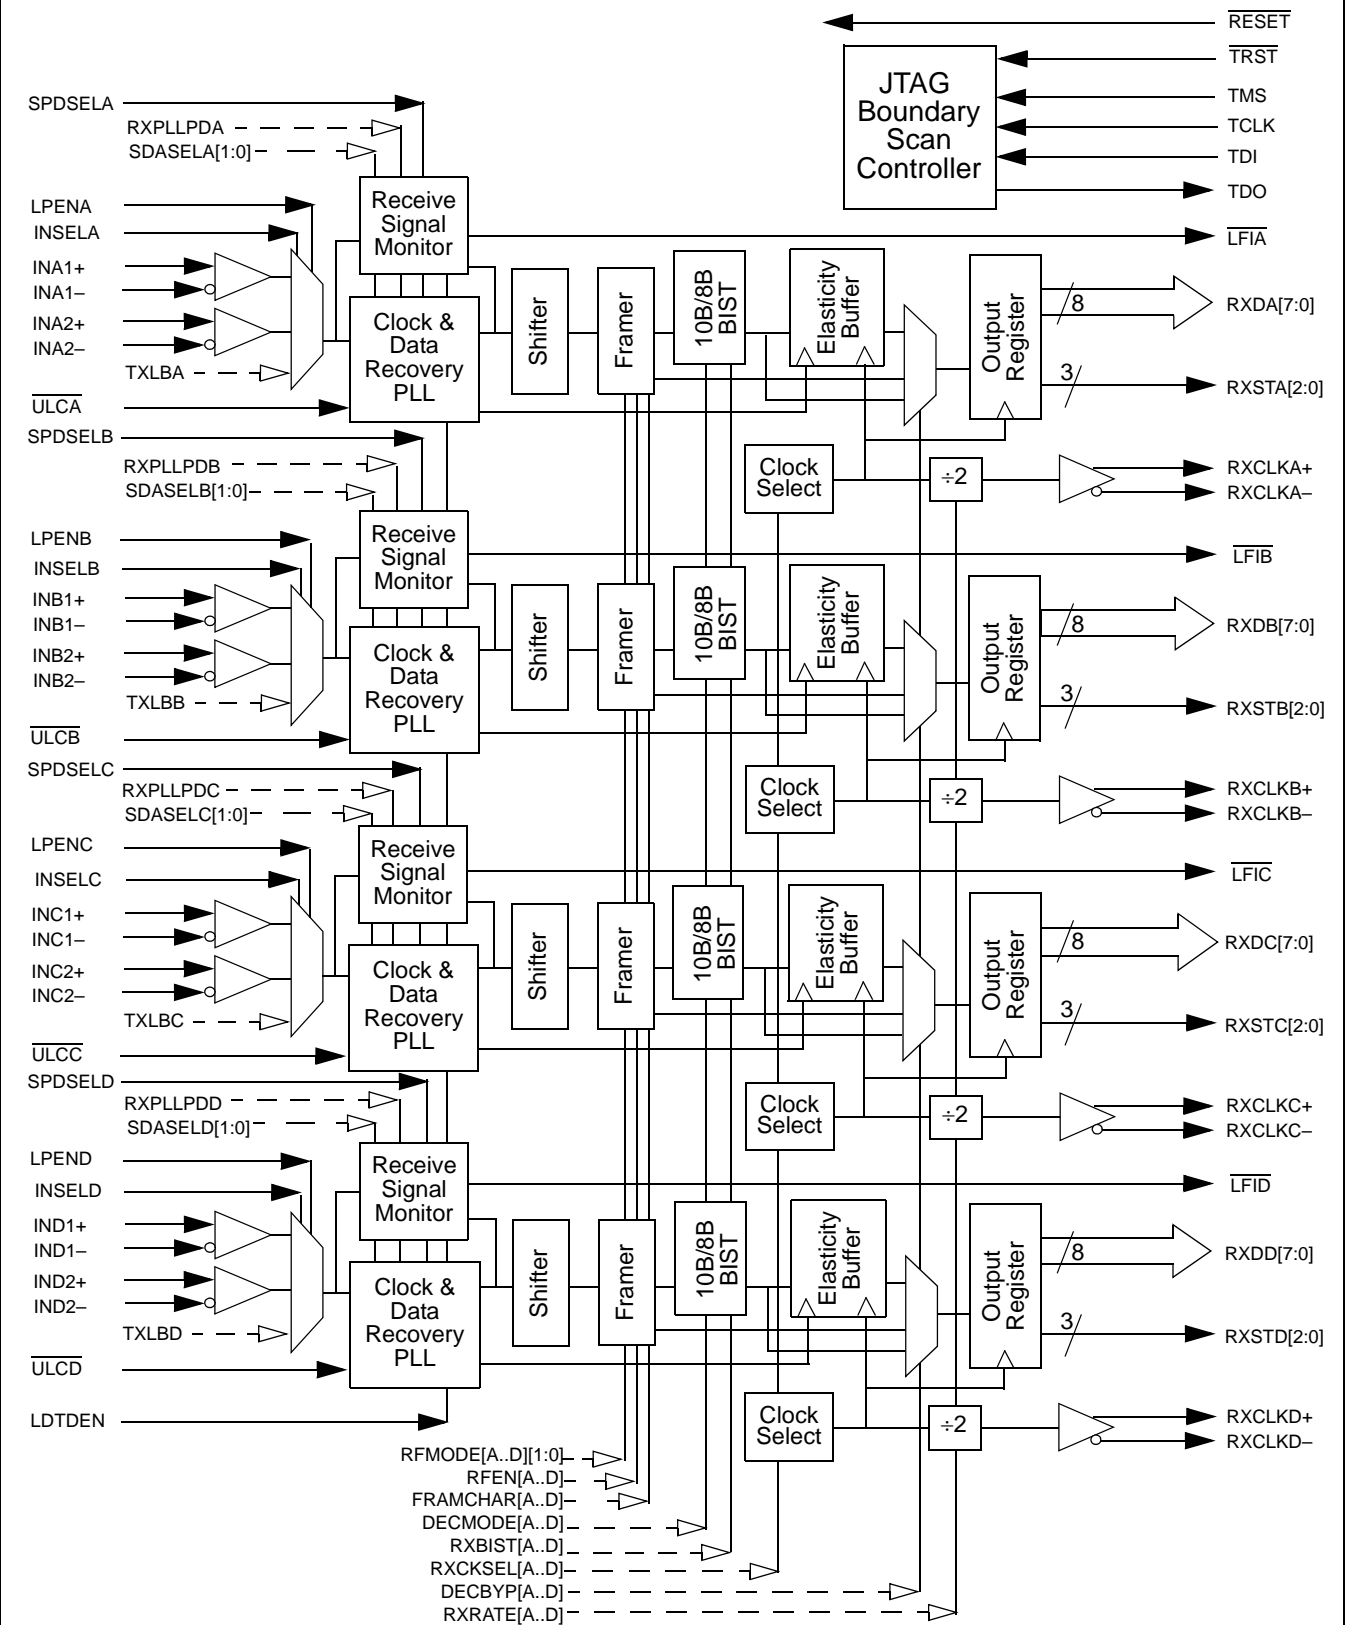 RESET
TRST
JTAG
Boundary
Scan
Controller
TMS
TCLK
TDI
TDO
SPDSELA
RXPLLPDA
SDASELA[1:0]
LPENA
INSELA
INA1+
INA1–
INA2+
INA2–
TXLBA
ULCA
Receive
Signal
Monitor
Clock &
Data
Recovery
PLL
Shifter
Framer
10B/8B
BIST
Elasticity
Buffer
Output
Register
LFIA
8
RXDA[7:0]
3
RXSTA[2:0]
Clock
Select
÷2
RXCLKA+
RXCLKA–
SPDSELB
RXPLLPDB
SDASELB[1:0]
LPENB
INSELB
INB1+
INB1–
INB2+
INB2–
TXLBB
ULCB
Receive
Signal
Monitor
Clock &
Data
Recovery
PLL
Shifter
Framer
10B/8B
BIST
Elasticity
Buffer
Output
Register
LFIB
8
RXDB[7:0]
3
RXSTB[2:0]
Clock
Select
÷2
RXCLKB+
RXCLKB–
SPDSELC
RXPLLPDC
SDASELC[1:0]
LPENC
INSELC
INC1+
INC1–
INC2+
INC2–
TXLBC
ULCC
Receive
Signal
Monitor
Clock &
Data
Recovery
PLL
Shifter
Framer
10B/8B
BIST
Elasticity
Buffer
Output
Register
LFIC
8
RXDC[7:0]
3
RXSTC[2:0]
Clock
Select
÷2
RXCLKC+
RXCLKC–
SPDSELD
RXPLLPDD
SDASELD[1:0]
LPEND
INSELD
IND1+
IND1–
IND2+
IND2–
TXLBD
ULCD
Receive
Signal
Monitor
Clock &
Data
Recovery
PLL
Shifter
Framer
10B/8B
BIST
Elasticity
Buffer
Output
Register
LFID
8
RXDD[7:0]
3
RXSTD[2:0]
Clock
Select
÷2
RXCLKD+
RXCLKD–
LDTDEN
RFMODE[A..D][1:0]
RFEN[A..D]
FRAMCHAR[A..D]
DECMODE[A..D]
RXBIST[A..D]
RXCKSEL[A..D]
DECBYP[A..D]
RXRATE[A..D]